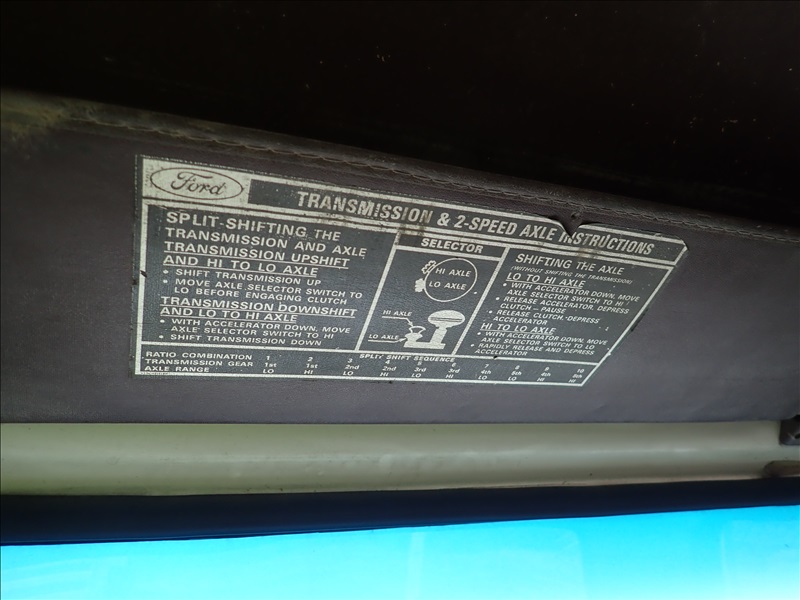 Ford
TRANSMISSION & 2-SPEED AXLE INSTRUCTIONS
SPLIT-SHIFTING THE
TRANSMISSION AND AXLE
TRANSMISSION UPSHIFT
AND HI TO LO AXLE
• SHIFT TRANSMISSION UP
• MOVE AXLE SELECTOR SWITCH TO
LO BEFORE ENGAGING CLUTCH
TRANSMISSION DOWNSHIFT
AND LO TO HI AXLE
• WITH ACCELERATOR DOWN, MOVE
AXLE SELECTOR SWITCH TO HI
• SHIFT TRANSMISSION DOWN
SELECTOR
HI AXLE
LO AXLE
HI AXLE
LO AXLE
SHIFTING THE AXLE
(WITHOUT SHIFTING THE TRANSMISSION)
LO TO HI AXLE
• WITH ACCELERATOR DOWN, MOVE
AXLE SELECTOR SWITCH TO HI
• RELEASE ACCELERATOR, DEPRESS
CLUTCH - PAUSE
• RELEASE CLUTCH-DEPRESS
ACCELERATOR
HI TO LO AXLE
• WITH ACCELERATOR DOWN, MOVE
AXLE SELECTOR SWITCH TO LO
• RAPIDLY RELEASE AND DEPRESS
ACCELERATOR
SPLIT SHIFT SEQUENCE
RATIO COMBINATION 1 2 3 4 5 6 7 8 9 10
TRANSMISSION GEAR 1st 1st 2nd 2nd 3rd 3rd 4th 5th 4th 5th
AXLE RANGE LO HI LO HI LO HI LO LO HI HI